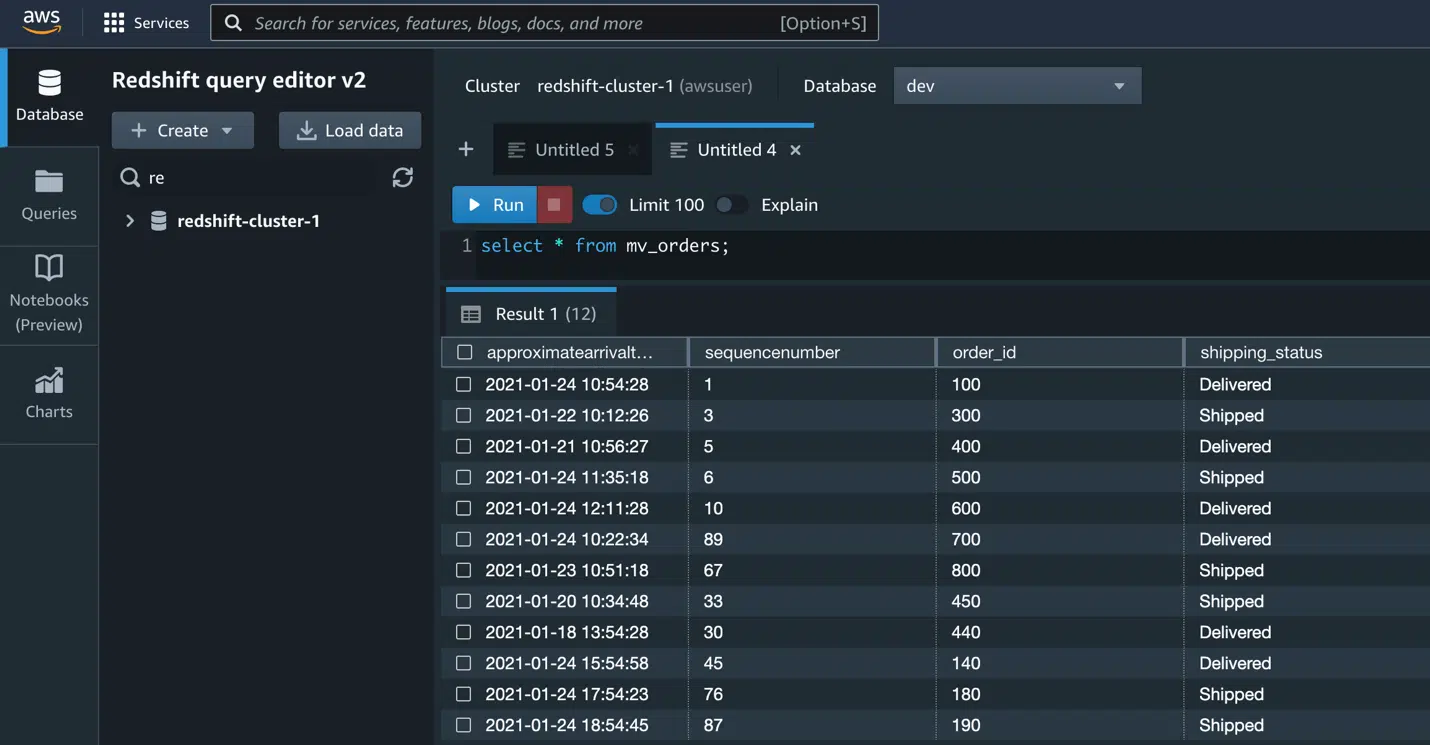 aws
Services
Search for services, features, blogs, docs, and more [Option+S]
Database
Queries
Notebooks
(Preview)
Charts
Redshift query editor v2
+ Create
Load data
re
redshift-cluster-1
Cluster redshift-cluster-1 (awsuser) Database dev
+ Untitled 5 × Untitled 4 ×
Run Limit 100 Explain
1 select * from mv_orders;
Result 1 (12)
approximatearrivalt... sequencenumber order_id shipping_status
2021-01-24 10:54:28 1 100 Delivered
2021-01-22 10:12:26 3 300 Shipped
2021-01-21 10:56:27 5 400 Delivered
2021-01-24 11:35:18 6 500 Shipped
2021-01-24 12:11:28 10 600 Delivered
2021-01-24 10:22:34 89 700 Delivered
2021-01-23 10:51:18 67 800 Shipped
2021-01-20 10:34:48 33 450 Shipped
2021-01-18 13:54:28 30 440 Delivered
2021-01-24 15:54:58 45 140 Delivered
2021-01-24 17:54:23 76 180 Shipped
2021-01-24 18:54:45 87 190 Shipped